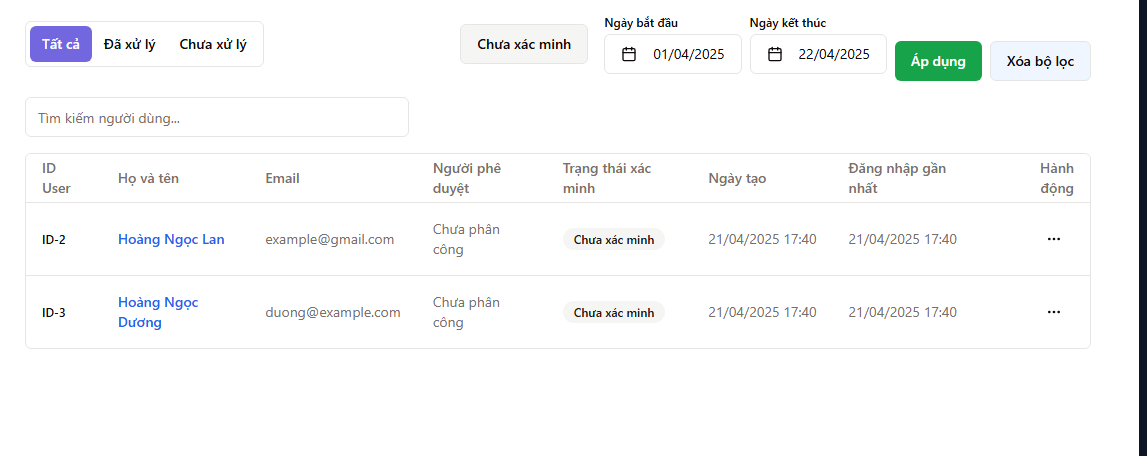 Tất cả Đã xử lý Chưa xử lý
Chưa xác minh
Ngày bắt đầu
01/04/2025
Ngày kết thúc
22/04/2025
Áp dụng
Xóa bộ lọc
Tìm kiếm người dùng...
ID
User
Họ và tên
Email
Người phê
duyệt
Trạng thái xác
minh
Ngày tạo
Đăng nhập gần
nhất
Hành
động
ID-2
Hoàng Ngọc Lan
example@gmail.com
Chưa phân
công
Chưa xác minh
21/04/2025 17:40
21/04/2025 17:40
ID-3
Hoàng Ngọc
Dương
duong@example.com
Chưa phân
công
Chưa xác minh
21/04/2025 17:40
21/04/2025 17:40